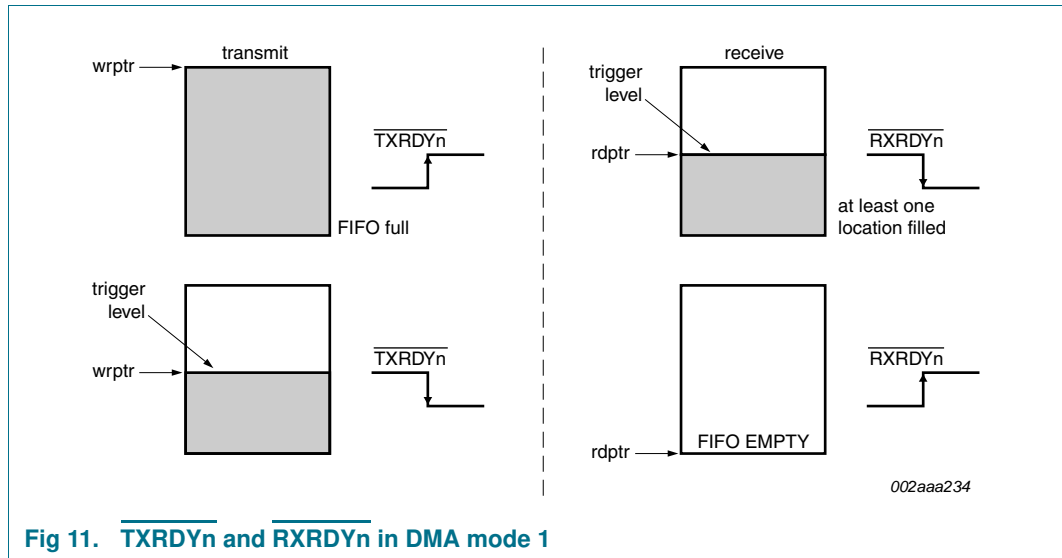 transmit
wrptr
TXRDYn
FIFO full
trigger
level
wrptr
TXRDYn
receive
trigger
level
rdptr
RXRDYn
at least one
location filled
RXRDYn
FIFO EMPTY
rdptr
002aaa234
Fig 11. TXRDYn and RXRDYn in DMA mode 1